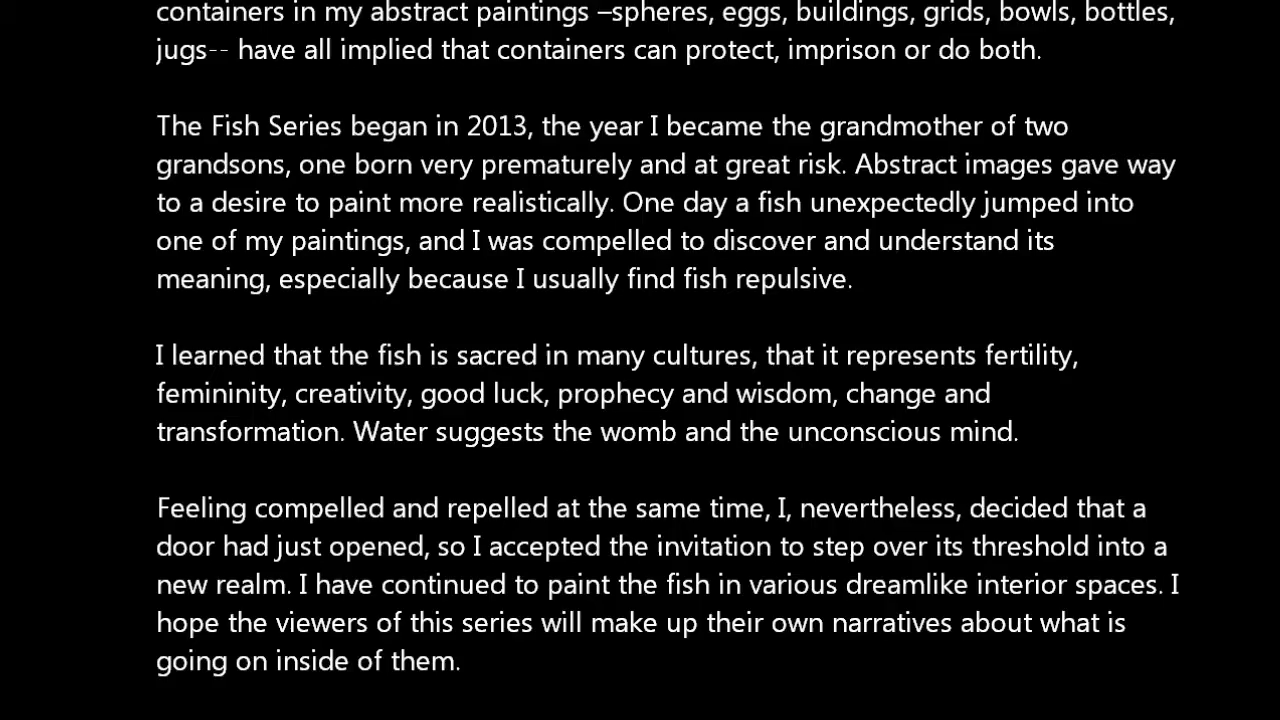 containers in my abstract paintings –spheres, eggs, buildings, grids, bowls, bottles,
jugs-- have all implied that containers can protect, imprison or do both.
The Fish Series began in 2013, the year I became the grandmother of two
grandsons, one born very prematurely and at great risk. Abstract images gave way
to a desire to paint more realistically. One day a fish unexpectedly jumped into
one of my paintings, and I was compelled to discover and understand its
meaning, especially because I usually find fish repulsive.
I learned that the fish is sacred in many cultures, that it represents fertility,
femininity, creativity, good luck, prophecy and wisdom, change and
transformation. Water suggests the womb and the unconscious mind.
Feeling compelled and repelled at the same time, I, nevertheless, decided that a
door had just opened, so I accepted the invitation to step over its threshold into a
new realm. I have continued to paint the fish in various dreamlike interior spaces. I
hope the viewers of this series will make up their own narratives about what is
going on inside of them.